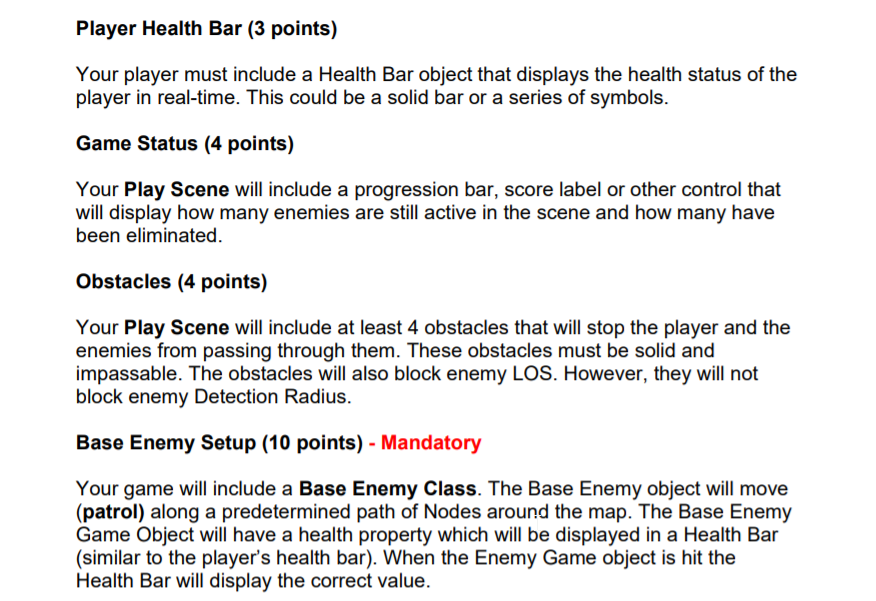 Player Health Bar (3 points)
Your player must include a Health Bar object that displays the health status of the
player in real-time. This could be a solid bar or a series of symbols.
Game Status (4 points)
Your Play Scene will include a progression bar, score label or other control that
will display how many enemies are still active in the scene and how many have
been eliminated.
Obstacles (4 points)
Your Play Scene will include at least 4 obstacles that will stop the player and the
enemies from passing through them. These obstacles must be solid and
impassable. The obstacles will also block enemy LOS. However, they will not
block enemy Detection Radius.
Base Enemy Setup (10 points) - Mandatory
Your game will include a Base Enemy Class. The Base Enemy object will move
(patrol) along a predetermined path of Nodes around the map. The Base Enemy
Game Object will have a health property which will be displayed in a Health Bar
(similar to the player's health bar). When the Enemy Game object is hit the
Health Bar will display the correct value.